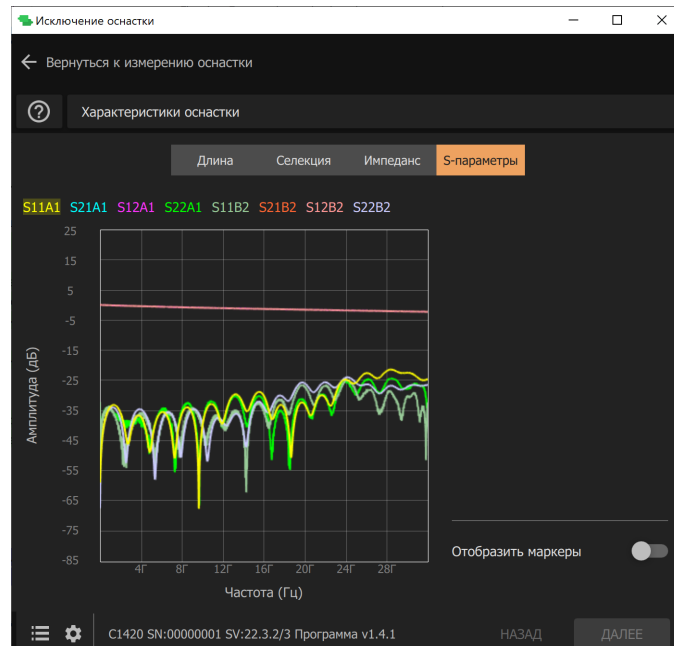 Исключение оснастки
Вернуться к измерению оснастки
Характеристики оснастки
Длина Селекция Импеданс S-параметры
S11A1 S21A1 S12A1 S22A1 S11B2 S21B2 S12B2 S22B2
25
15
5
-5
-15
-25
-35
-45
-55
-65
-75
-85
Амплитуда (дБ)
4Г 8Г 12Г 16Г 20Г 24Г 28Г
Частота (Гц)
Отобразить маркеры
C1420 SN:00000001 SV:22.3.2/3 Программа v1.4.1
НАЗАД ДАЛЕЕ